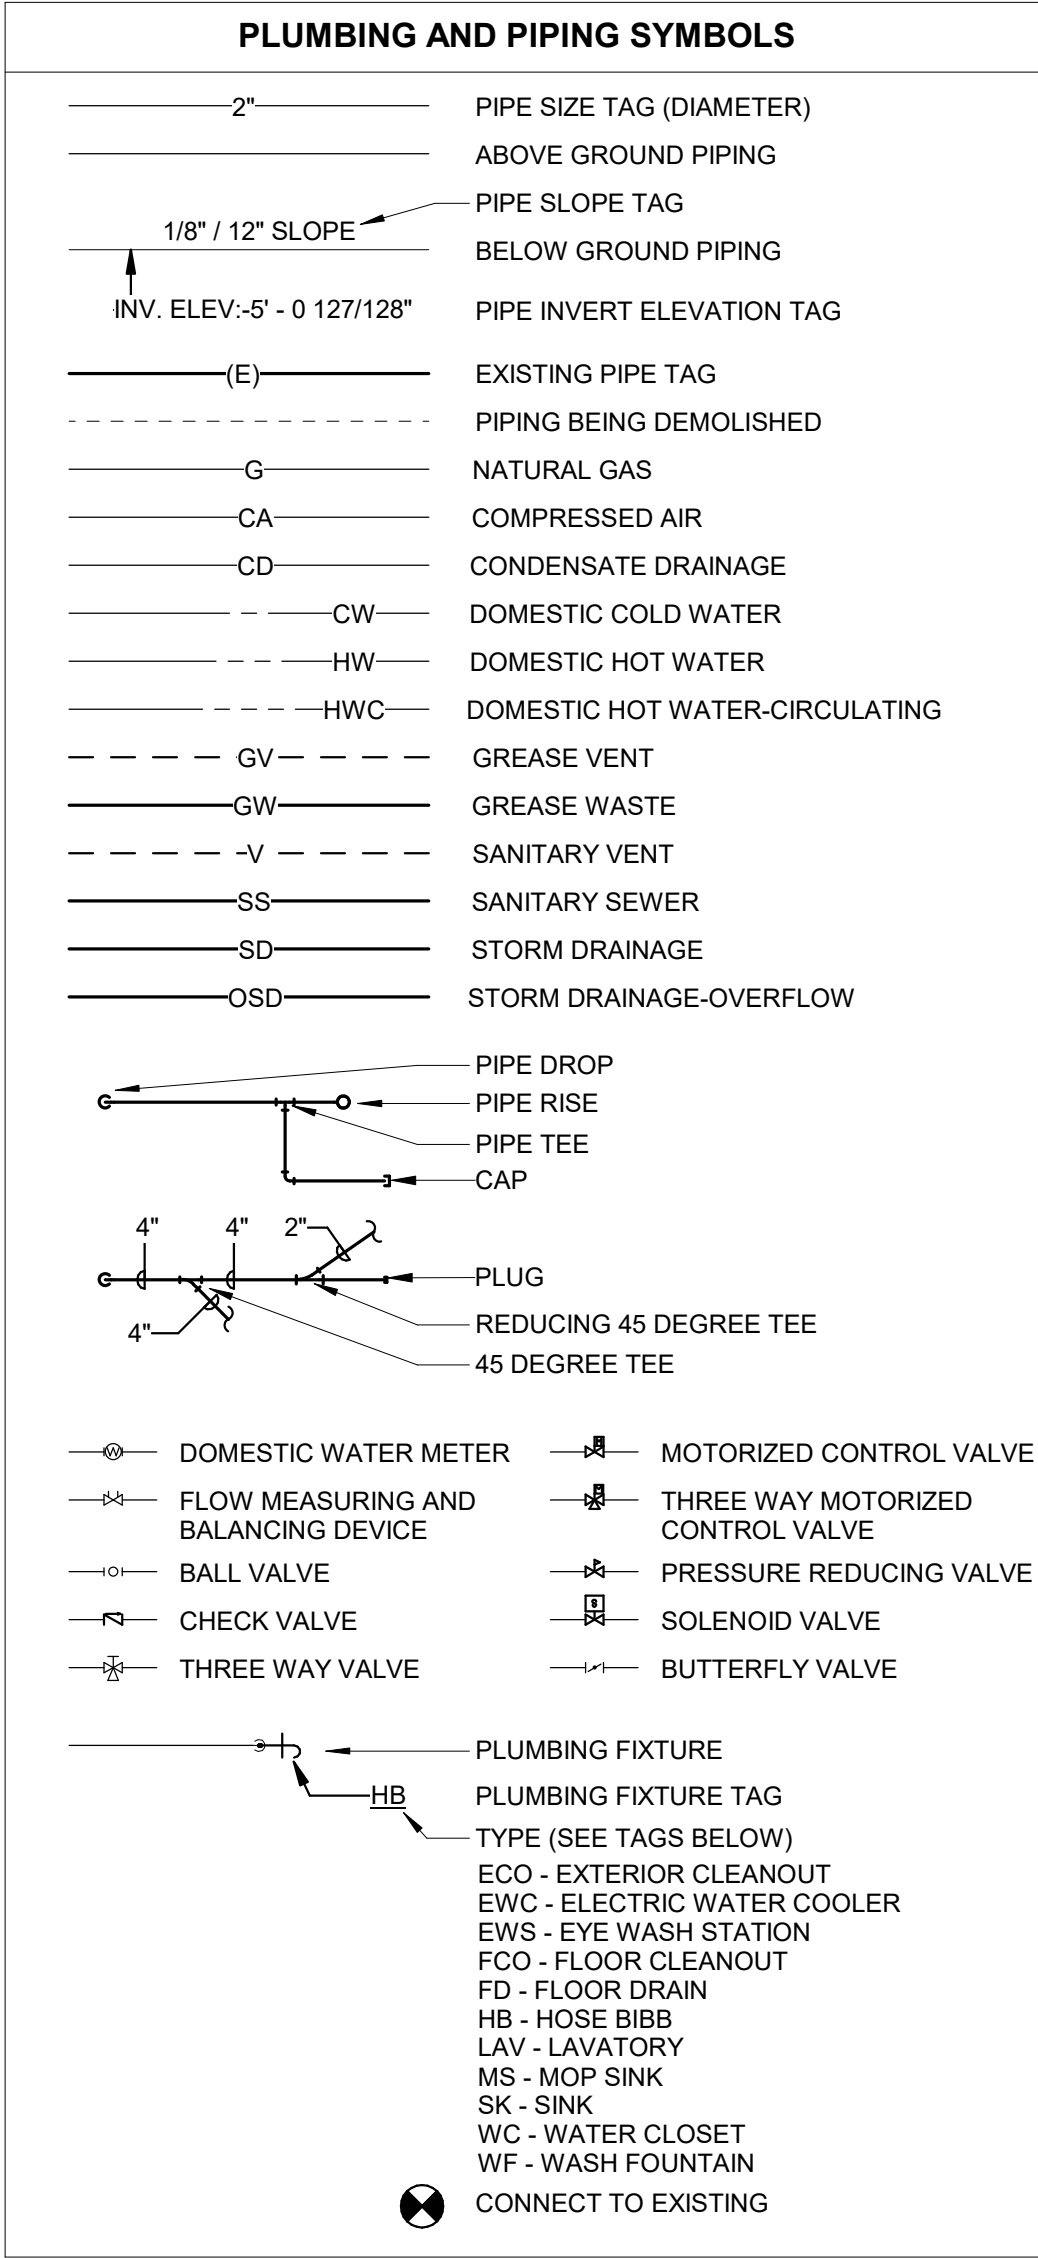 PLUMBING AND PIPING SYMBOLS
2" PIPE SIZE TAG (DIAMETER)
ABOVE GROUND PIPING
PIPE SLOPE TAG
1/8" / 12" SLOPE
BELOW GROUND PIPING
INV. ELEV:-5' - 0 127/128" PIPE INVERT ELEVATION TAG
(E) EXISTING PIPE TAG
PIPING BEING DEMOLISHED
G NATURAL GAS
CA COMPRESSED AIR
CD CONDENSATE DRAINAGE
CW DOMESTIC COLD WATER
HW DOMESTIC HOT WATER
HWC DOMESTIC HOT WATER-CIRCULATING
GV GREASE VENT
GW GREASE WASTE
V SANITARY VENT
SS SANITARY SEWER
SD STORM DRAINAGE
OSD STORM DRAINAGE-OVERFLOW
PIPE DROP
PIPE RISE
PIPE TEE
CAP
4" 4" 2"
PLUG
4"
REDUCING 45 DEGREE TEE
45 DEGREE TEE
W DOMESTIC WATER METER
M MOTORIZED CONTROL VALVE
FLOW MEASURING AND
BALANCING DEVICE
M THREE WAY MOTORIZED
CONTROL VALVE
BALL VALVE
PRESSURE REDUCING VALVE
CHECK VALVE
S SOLENOID VALVE
THREE WAY VALVE
BUTTERFLY VALVE
PLUMBING FIXTURE
HB PLUMBING FIXTURE TAG
TYPE (SEE TAGS BELOW)
ECO - EXTERIOR CLEANOUT
EWC - ELECTRIC WATER COOLER
EWS - EYE WASH STATION
FCO - FLOOR CLEANOUT
FD - FLOOR DRAIN
HB - HOSE BIBB
LAV - LAVATORY
MS - MOP SINK
SK - SINK
WC - WATER CLOSET
WF - WASH FOUNTAIN
CONNECT TO EXISTING